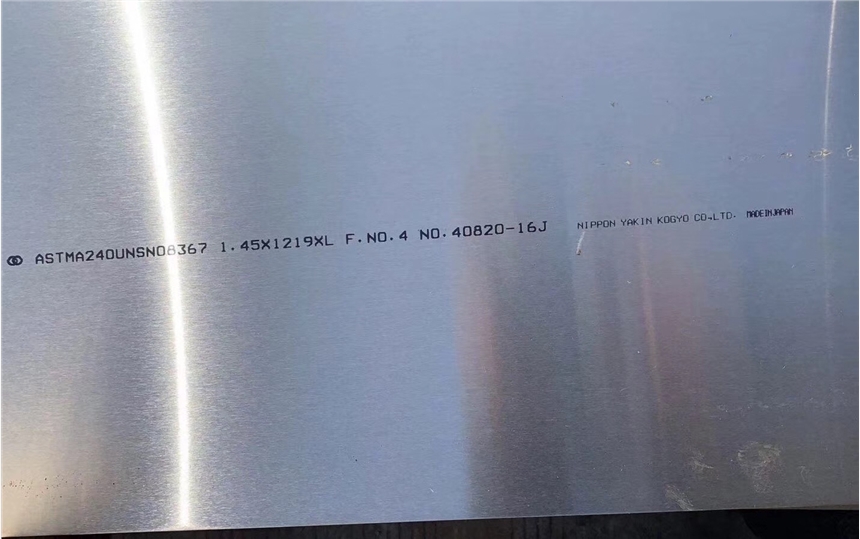 ASTMA240UNSN08367 1.45X1219XL F.NO.4 NO.40820-16J NIPPON YAKIN KOGYO CO.,LTD. MADEINJAPAN